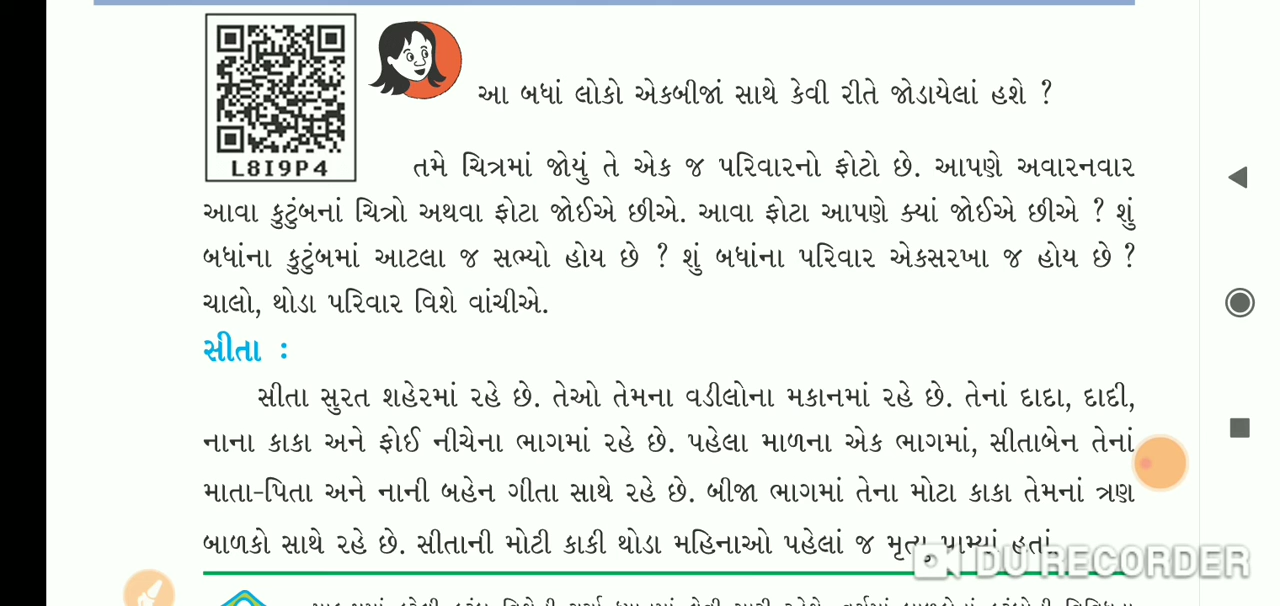 આ બધાં લોકો એકબીજાં સાથે કેવી રીતે જોડાયેલાં હશે ?
L8I9P4
તમે ચિત્રમાં જોયું તે એક જ પરિવારનો ફોટો છે. આપણે અવારનવાર
આવા કુટુંબનાં ચિત્રો અથવા ફોટા જોઈએ છીએ. આવા ફોટા આપણે ક્યાં જોઈએ છીએ ? શું
બધાંના કુટુંબમાં આટલા જ સભ્યો હોય છે ? શું બધાંના પરિવાર એકસરખા જ હોય છે ?
ચાલો, થોડા પરિવાર વિશે વાંચીએ.
સીતા :
સીતા સુરત શહેરમાં રહે છે. તેઓ તેમના વડીલોના મકાનમાં રહે છે. તેનાં દાદા, દાદી,
નાના કાકા અને ફોઈ નીચેના ભાગમાં રહે છે. પહેલા માળના એક ભાગમાં, સીતાબેન તેનાં
માતા-પિતા અને નાની બહેન ગીતા સાથે રહે છે. બીજા ભાગમાં તેના મોટા કાકા તેમનાં ત્રણ
બાળકો સાથે રહે છે. સીતાની મોટી કાકી થોડા મહિનાઓ પહેલાં જ મૃત્યુ પામ્યાં હતાં.
DU RECORDER